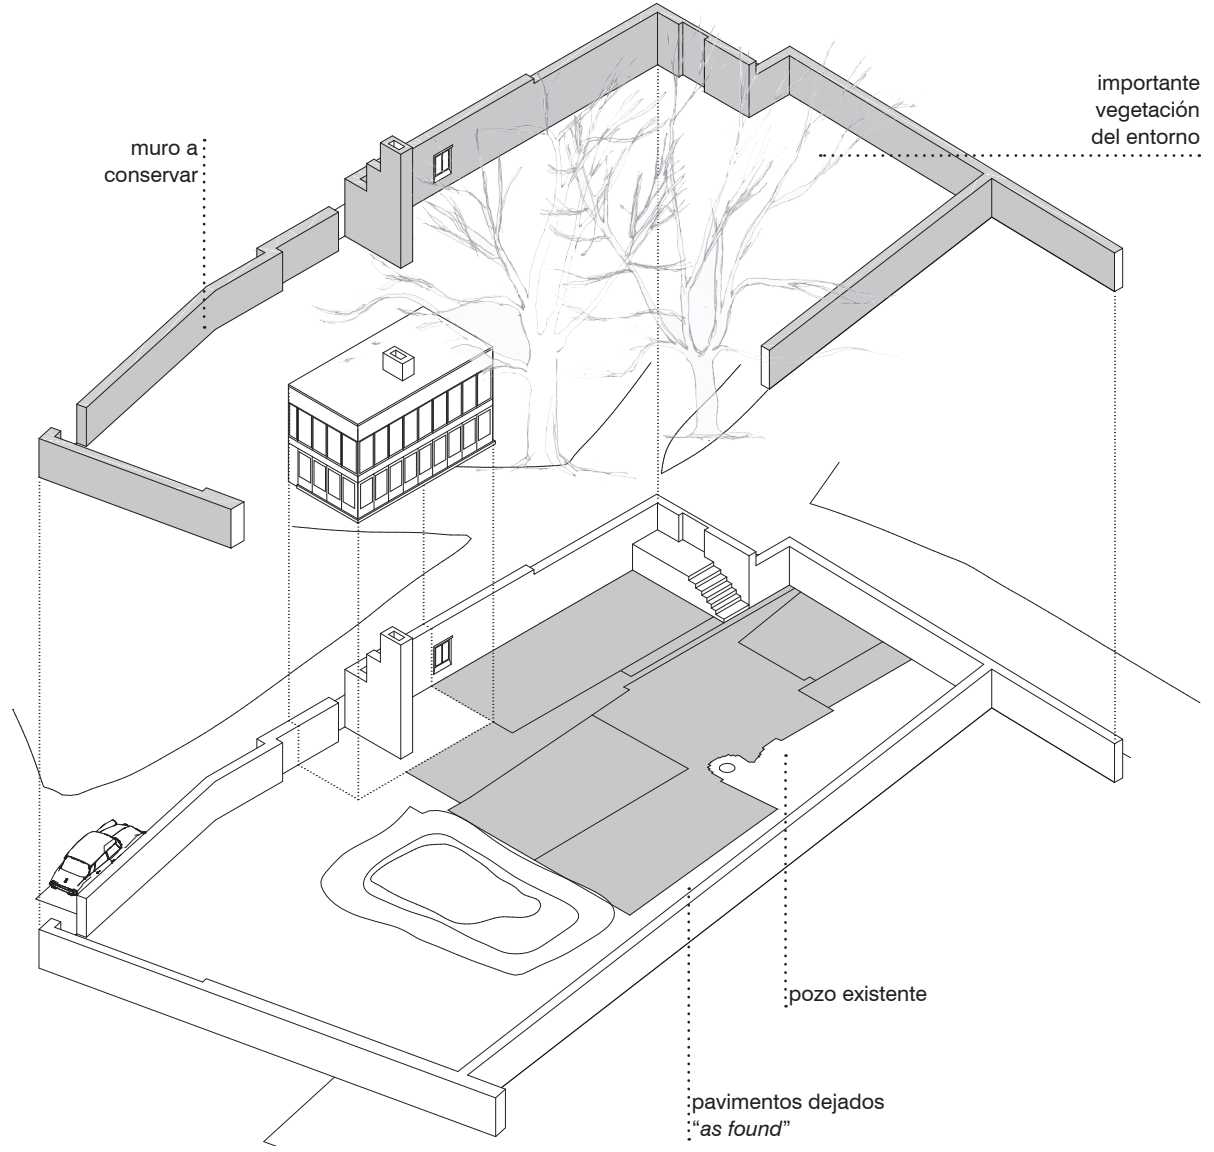 importante
vegetación
del entorno
muro a
conservar
pozo existente
pavimentos dejados
“as found”